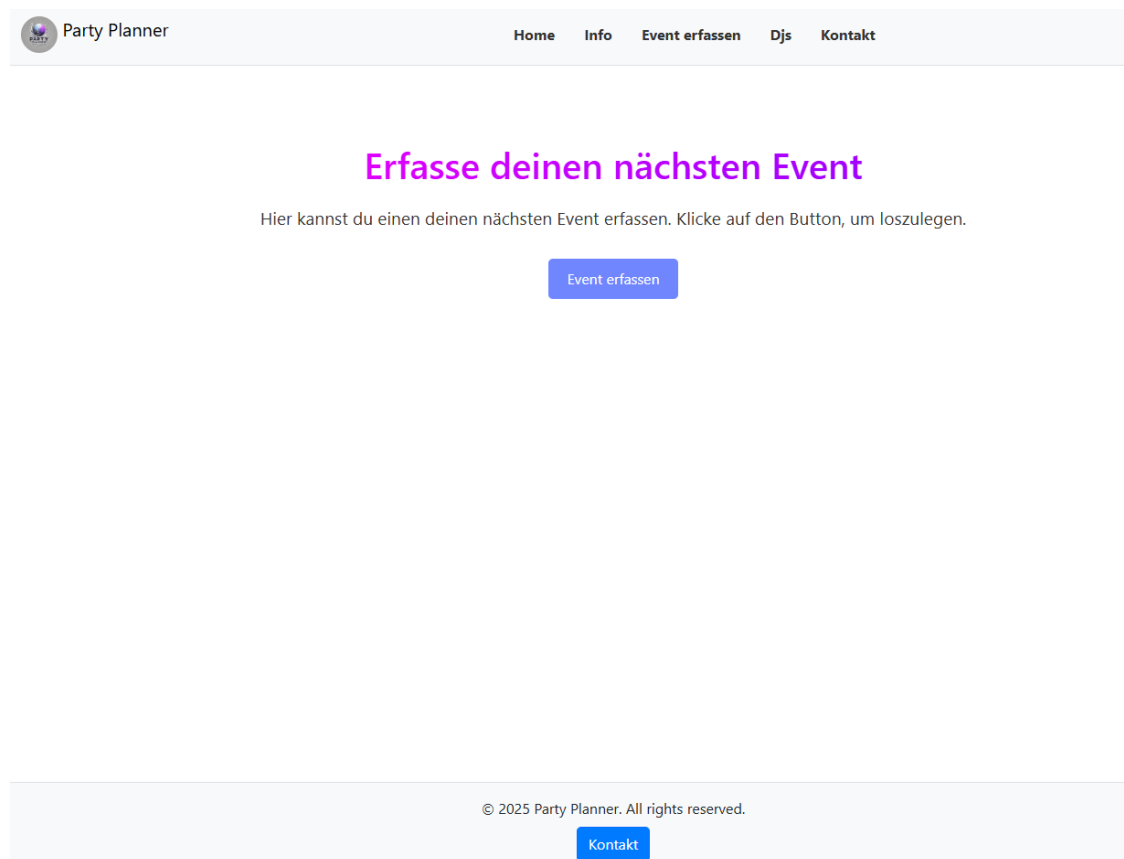 PARTY
Party Planner
Home Info Event erfassen Djs Kontakt
Erfasse deinen nächsten Event
Hier kannst du einen deinen nächsten Event erfassen. Klicke auf den Button, um loszulegen.
Event erfassen
© 2025 Party Planner. All rights reserved.
Kontakt